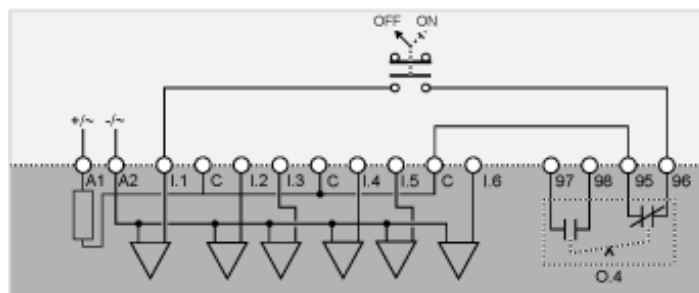 OFF ON
+/~ -/~
A1 A2 I.1 C I.2 I.3 C I.4 I.5 C I.6 97 98 95 96
O.4